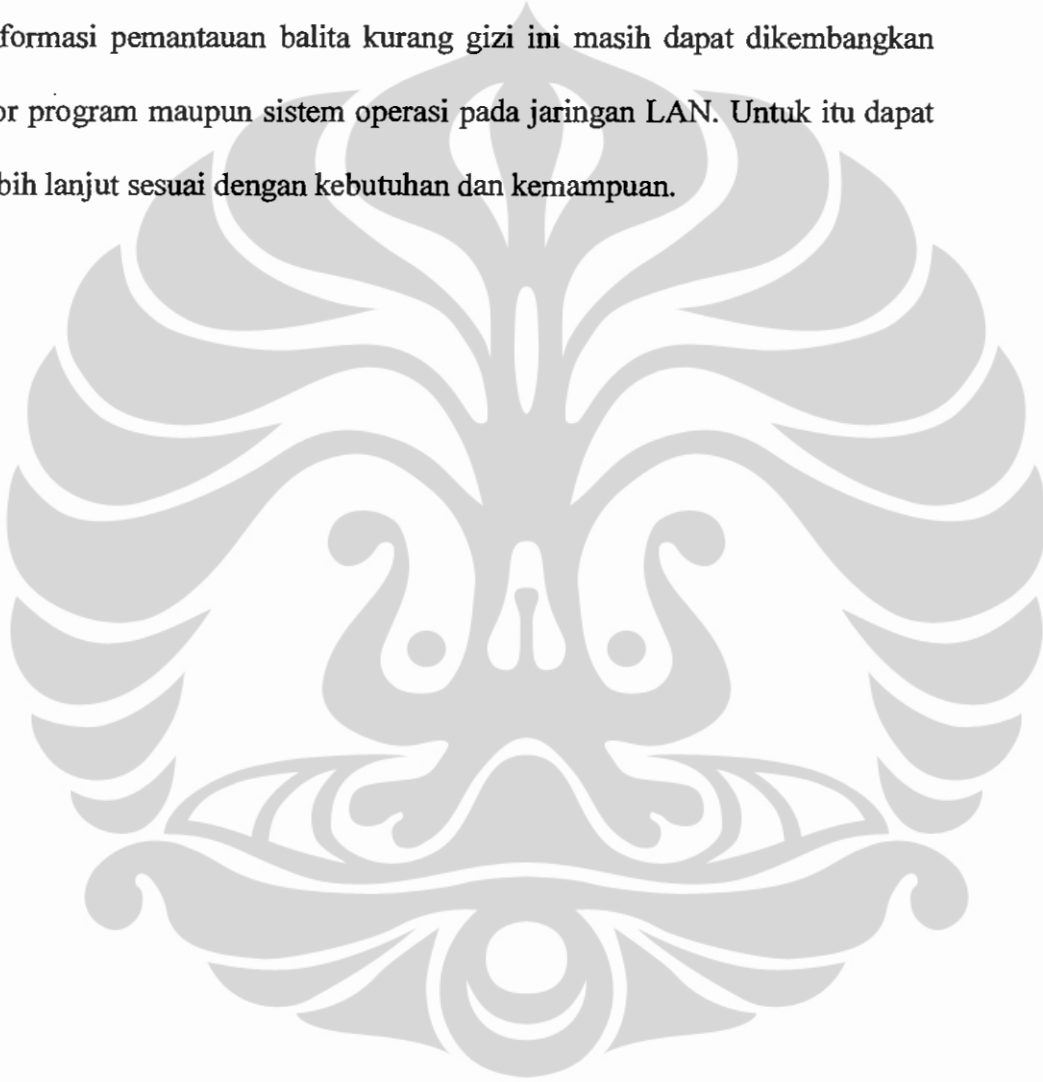 formasi pemantauan balita kurang gizi ini masih dapat dikembangkan
or program maupun sistem operasi pada jaringan LAN. Untuk itu dapat
bih lanjut sesuai dengan kebutuhan dan kemampuan.